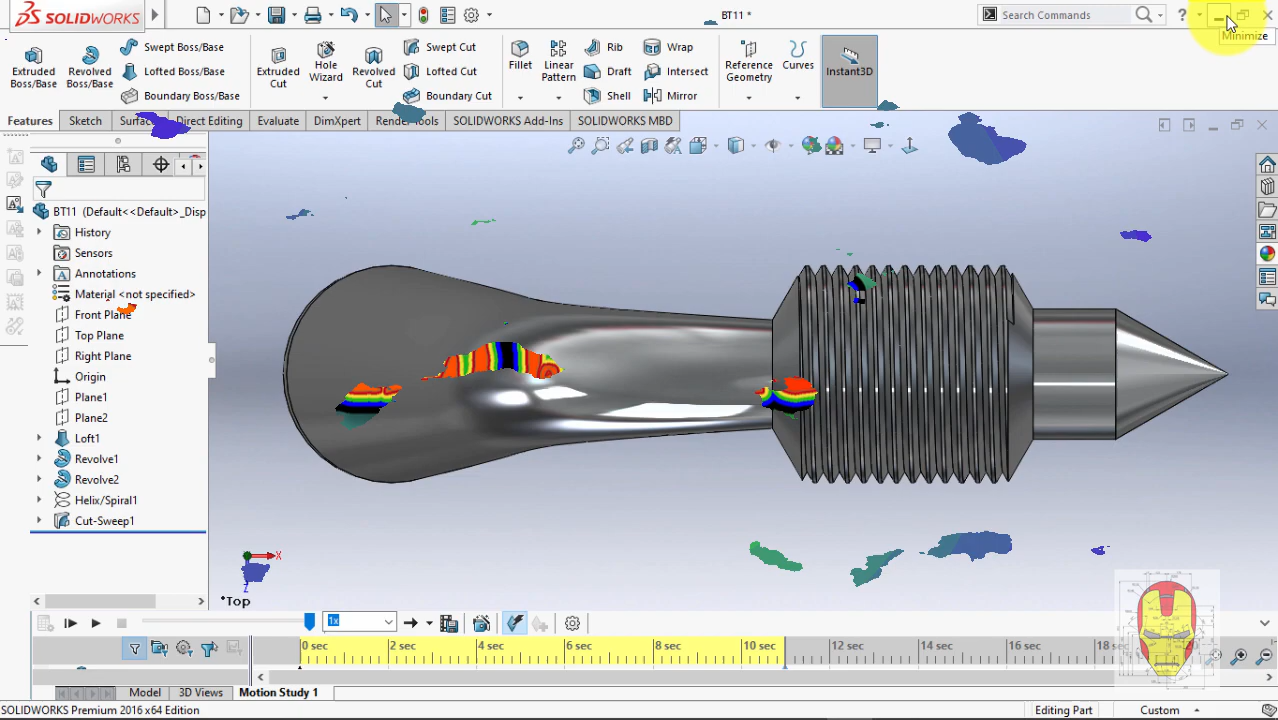 SOLIDWORKS
BT11 *
Search Commands
Minimize
Extruded Boss/Base
Revolved Boss/Base
Swept Boss/Base
Lofted Boss/Base
Boundary Boss/Base
Extruded Cut
Hole Wizard
Revolved Cut
Swept Cut
Lofted Cut
Boundary Cut
Fillet
Linear Pattern
Rib
Draft
Shell
Wrap
Intersect
Mirror
Reference Geometry
Curves
Instant3D
Features
Sketch
Direct Editing
Evaluate
DimXpert
SOLIDWORKS Add-Ins
SOLIDWORKS MBD
BT11 (Default<<Default>_Disp
History
Sensors
Annotations
Material <not specified>
Front Plane
Top Plane
Right Plane
Origin
Plane1
Plane2
Loft1
Revolve1
Revolve2
Helix/Spiral1
Cut-Sweep1
X
Z
*Top
1x
0 sec
2 sec
4 sec
6 sec
8 sec
10 sec
12 sec
14 sec
16 sec
18 sec
Model
3D Views
Motion Study 1
SOLIDWORKS Premium 2016 x64 Edition
Editing Part
Custom